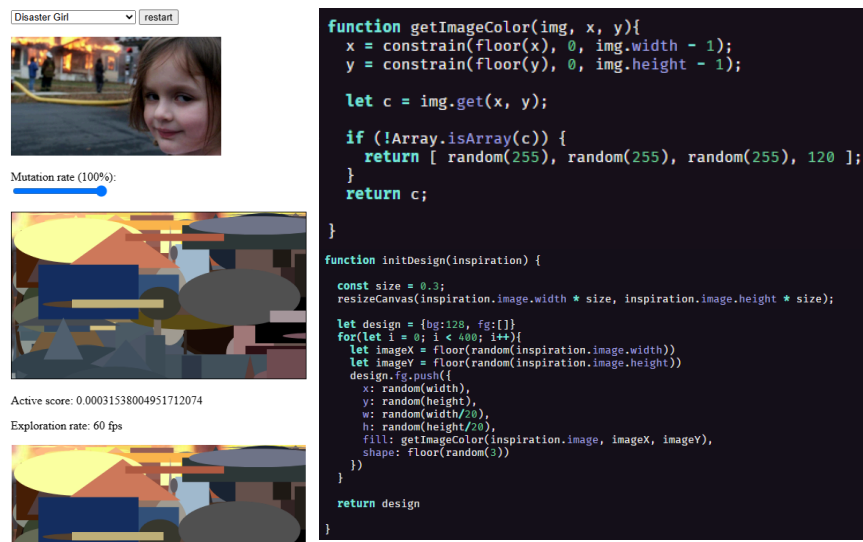 Disaster Girl restart
Mutation rate (100%):
Active score: 0.00031538004951712074
Exploration rate: 60 fps
function getImageColor(img, x, y){
  x = constrain(floor(x), 0, img.width - 1);
  y = constrain(floor(y), 0, img.height - 1);

  let c = img.get(x, y);

  if (!Array.isArray(c)) {
    return [ random(255), random(255), random(255), 120 ];
  }
  return c;

}
function initDesign(inspiration) {

  const size = 0.3;
  resizeCanvas(inspiration.image.width * size, inspiration.image.height * size);

  let design = {bg:128, fg:[]}
  for(let i = 0; i < 400; i++){
    let imageX = floor(random(inspiration.image.width))
    let imageY = floor(random(inspiration.image.height))
    design.fg.push({
      x: random(width),
      y: random(height),
      w: random(width/20),
      h: random(height/20),
      fill: getImageColor(inspiration.image, imageX, imageY),
      shape: floor(random(3))
    })
  }

  return design

}